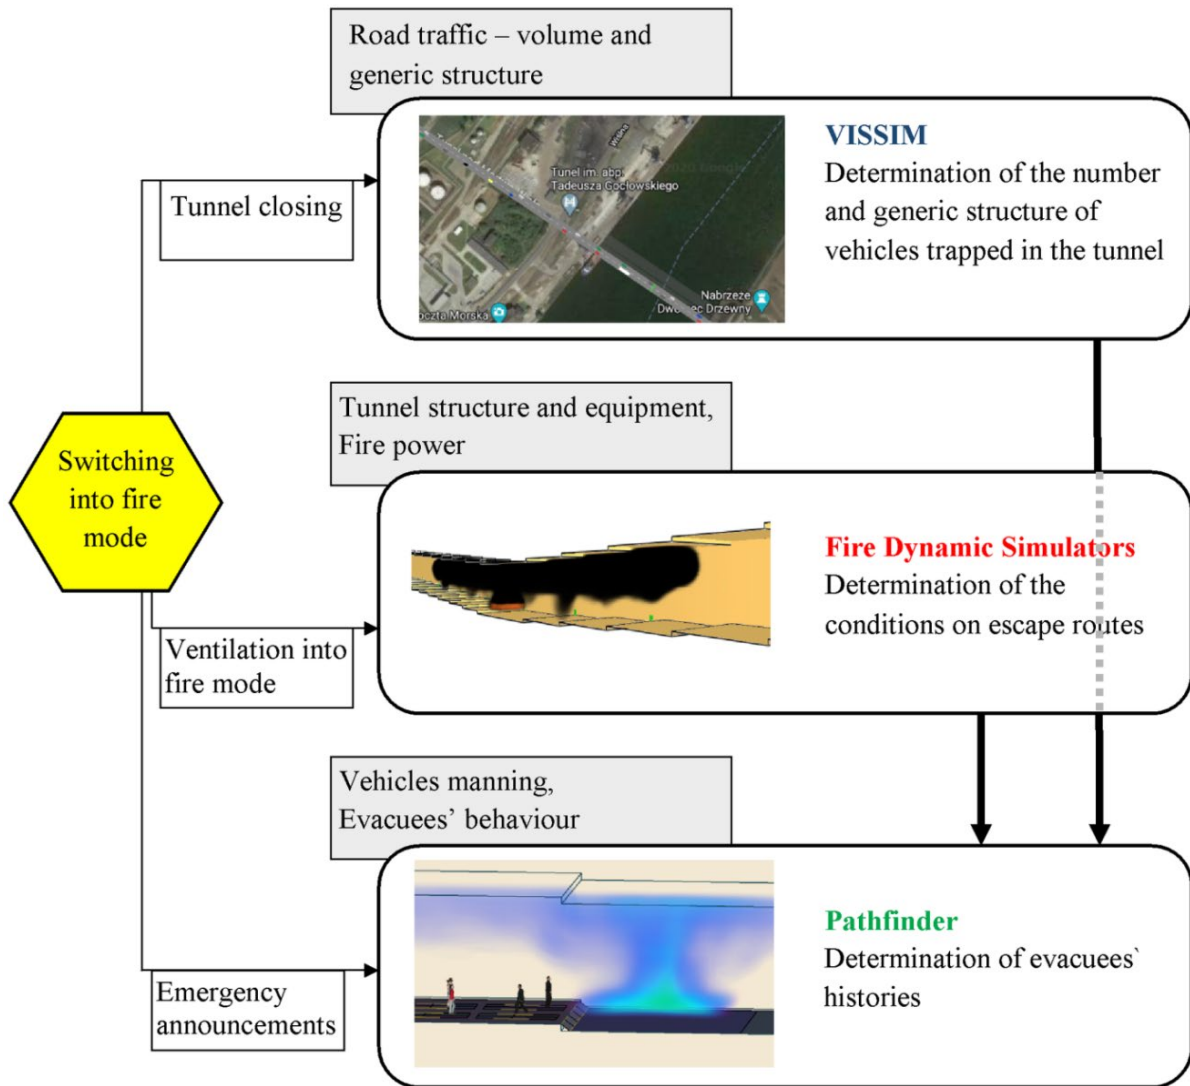 Road traffic – volume and
generic structure
Tunnel closing
Wiślna
Tunel im. abp.
Tadeusza Gocłowskiego
Nabrzeże
oczta Morska
VISSIM
Determination of the number
and generic structure of
vehicles trapped in the tunnel
Switching
into fire
mode
Tunnel structure and equipment,
Fire power
Ventilation into
fire mode
Fire Dynamic Simulators
Determination of the
conditions on escape routes
Vehicles manning,
Evacuees’ behaviour
Emergency
announcements
Pathfinder
Determination of evacuees`
histories